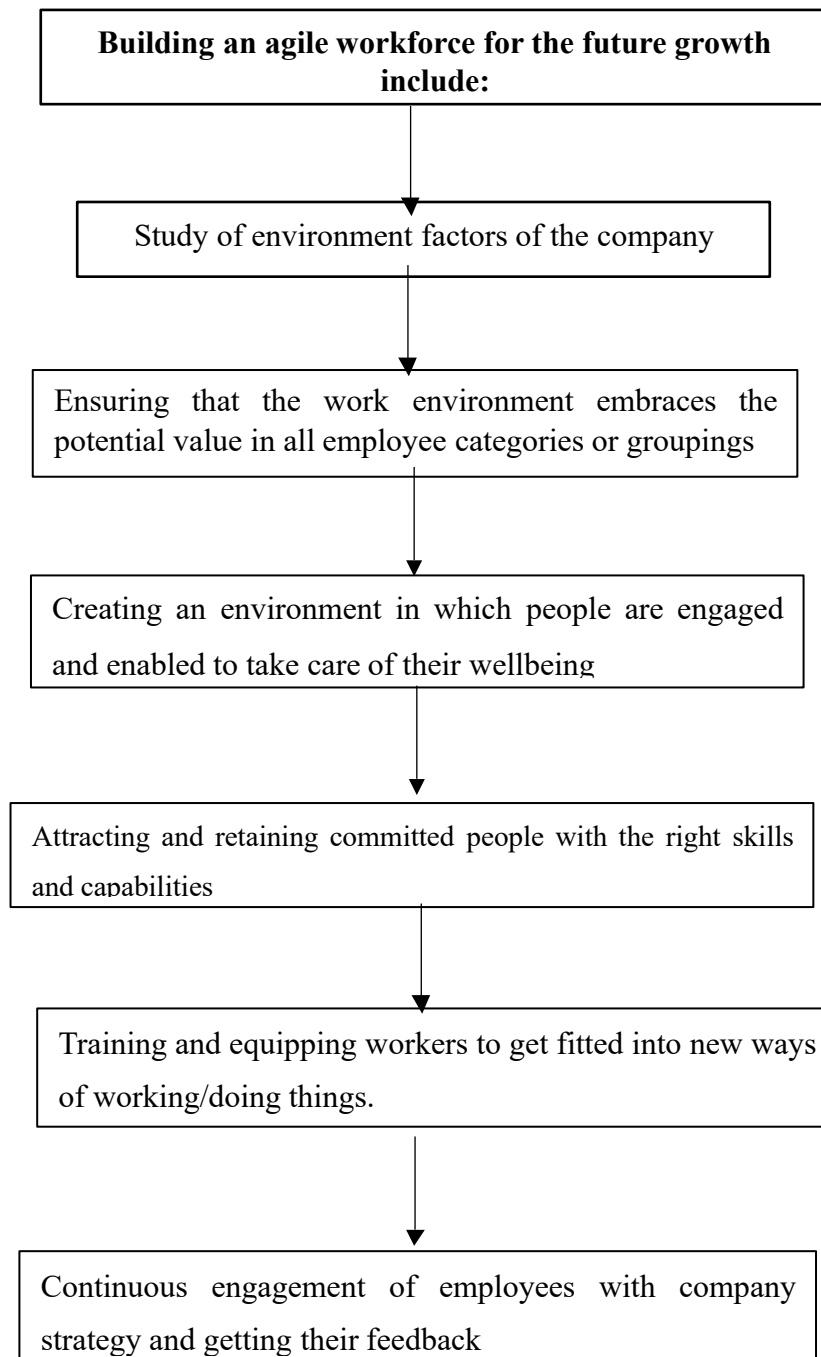 Building an agile workforce for the future growth
include:
Study of environment factors of the company
Ensuring that the work environment embraces the
potential value in all employee categories or groupings
Creating an environment in which people are engaged
and enabled to take care of their wellbeing
Attracting and retaining committed people with the right skills
and capabilities
Training and equipping workers to get fitted into new ways
of working/doing things.
Continuous engagement of employees with company
strategy and getting their feedback